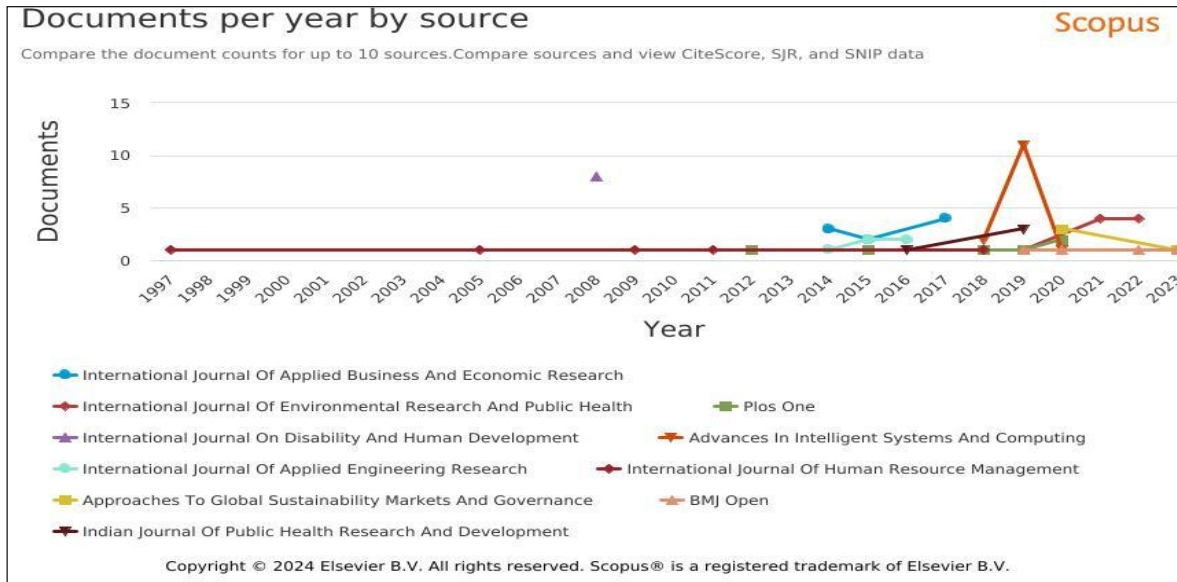 Documents per year by source
Scopus
Compare the document counts for up to 10 sources.Compare sources and view CiteScore, SJR, and SNIP data
Documents
15
10
5
0
1997 1998 1999 2000 2001 2002 2003 2004 2005 2006 2007 2008 2009 2010 2011 2012 2013 2014 2015 2016 2017 2018 2019 2020 2021 2022 2023
Year
International Journal Of Applied Business And Economic Research
International Journal Of Environmental Research And Public Health Plos One
International Journal On Disability And Human Development Advances In Intelligent Systems And Computing
International Journal Of Applied Engineering Research International Journal Of Human Resource Management
Approaches To Global Sustainability Markets And Governance BMJ Open
Indian Journal Of Public Health Research And Development
Copyright © 2024 Elsevier B.V. All rights reserved. Scopus® is a registered trademark of Elsevier B.V.